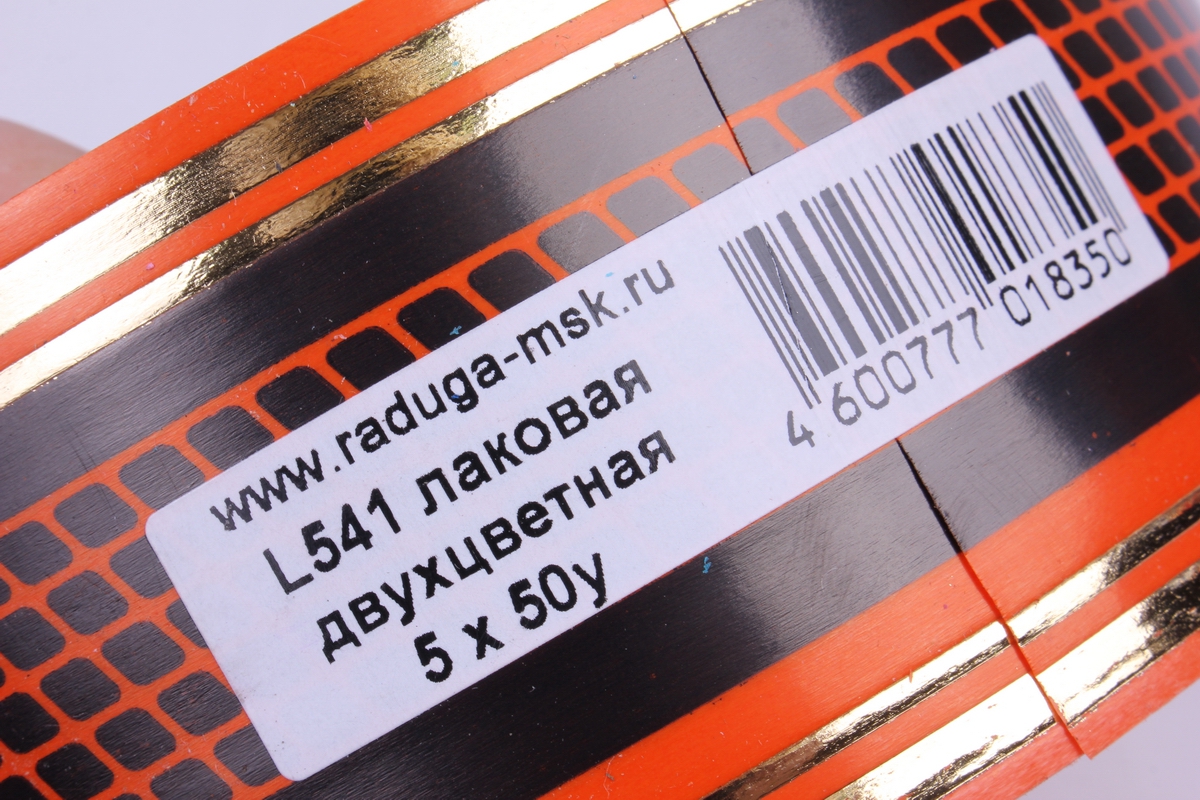 www.raduga-msk.ru
L541 лаковая
двухцветная
5 x 50y
4 600777 018350